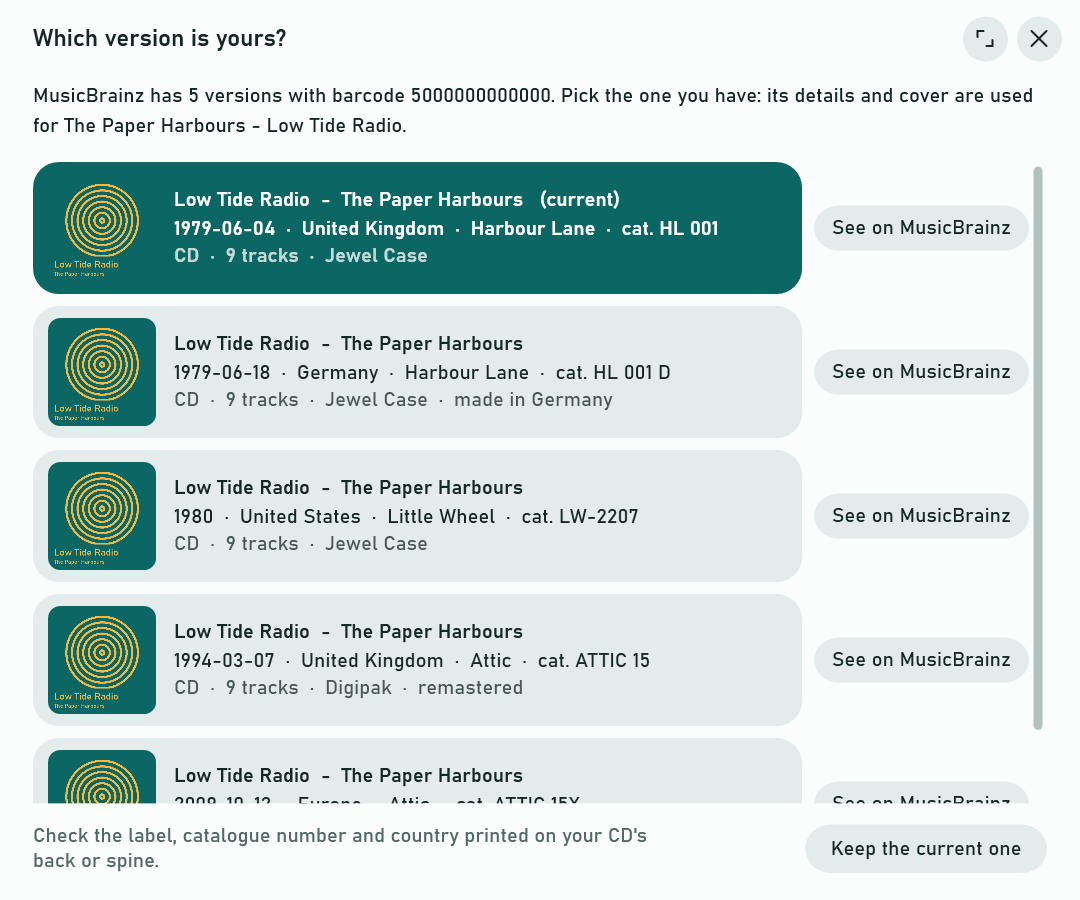 Which version is yours?
MusicBrainz has 5 versions with barcode 5000000000000. Pick the one you have: its details and cover are used
for The Paper Harbours - Low Tide Radio.
Low Tide Radio
The Paper Harbours
Low Tide Radio - The Paper Harbours (current)
1979-06-04 · United Kingdom · Harbour Lane · cat. HL 001
CD · 9 tracks · Jewel Case
See on MusicBrainz
Low Tide Radio
The Paper Harbours
Low Tide Radio - The Paper Harbours
1979-06-18 · Germany · Harbour Lane · cat. HL 001 D
CD · 9 tracks · Jewel Case · made in Germany
See on MusicBrainz
Low Tide Radio
The Paper Harbours
Low Tide Radio - The Paper Harbours
1980 · United States · Little Wheel · cat. LW-2207
CD · 9 tracks · Jewel Case
See on MusicBrainz
Low Tide Radio
The Paper Harbours
Low Tide Radio - The Paper Harbours
1994-03-07 · United Kingdom · Attic · cat. ATTIC 15
CD · 9 tracks · Digipak · remastered
See on MusicBrainz
Low Tide Radio - The Paper Harbours
Europe · Attic · cat. ATTIC 15X
See on MusicBrainz
Check the label, catalogue number and country printed on your CD's
back or spine.
Keep the current one